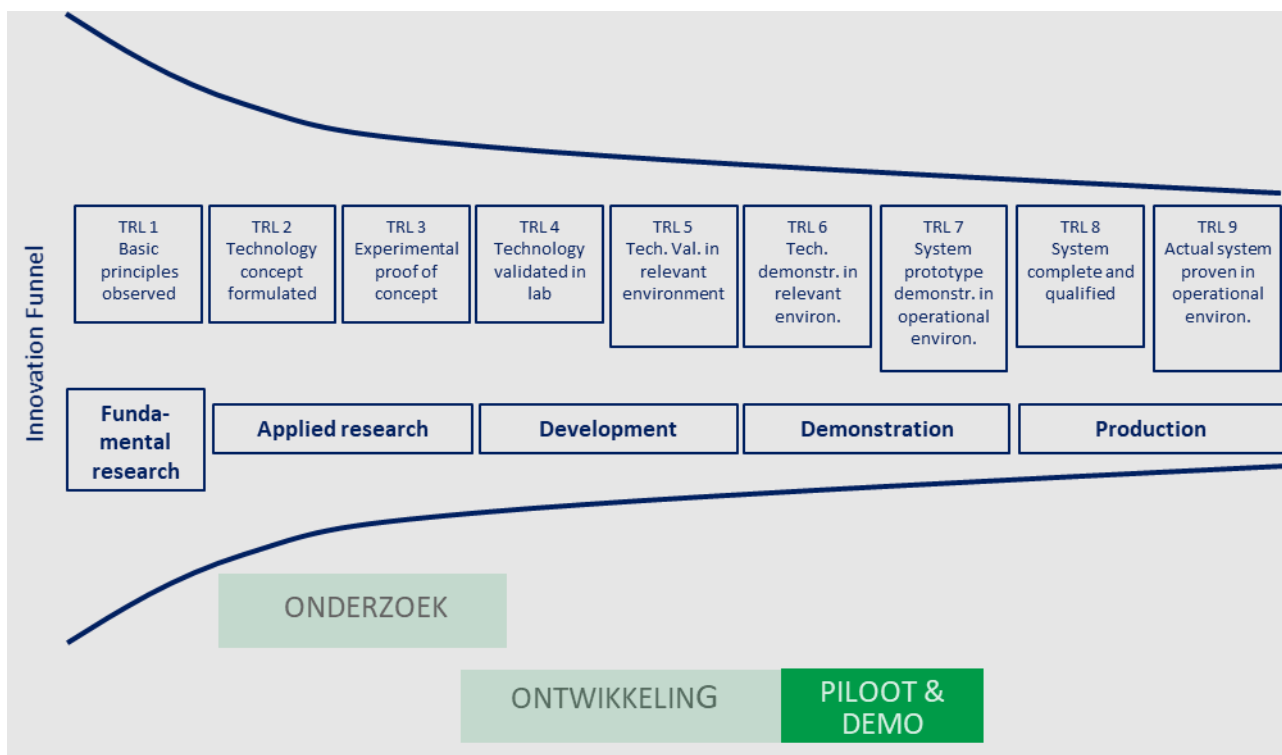 Innovation Funnel
TRL 1
Basic
principles
observed
TRL 2
Technology
concept
formulated
TRL 3
Experimental
proof of
concept
TRL 4
Technology
validated in
lab
TRL 5
Tech. Val. in
relevant
environment
TRL 6
Tech.
demonstr. in
relevant
environ.
TRL 7
System
prototype
demonstr. in
operational
environ.
TRL 8
System
complete and
qualified
TRL 9
Actual system
proven in
operational
environ.
Funda-
mental
research
Applied research
Development
Demonstration
Production
ONDERZOEK
ONTWIKKELING
PILOOT &
DEMO